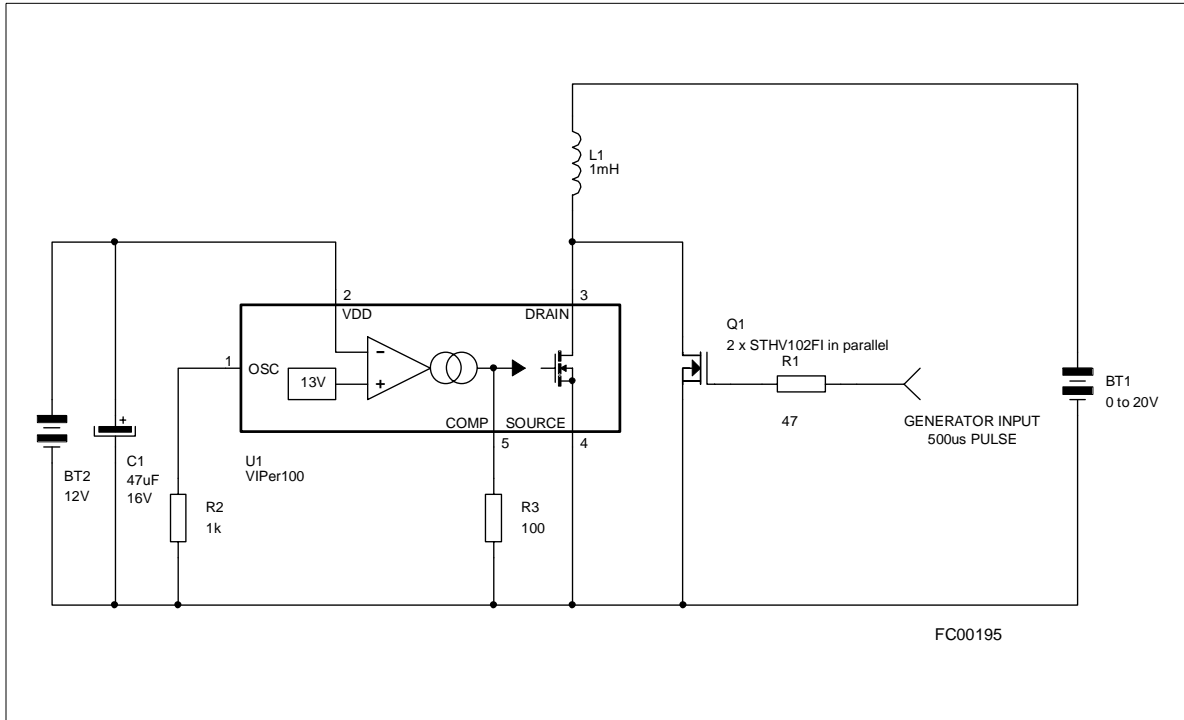 L1
1mH
2
VDD
3
DRAIN
Q1
2 x STHV102FI in parallel
R1
1
OSC
13V
-
+
47
GENERATOR INPUT
500us PULSE
BT1
0 to 20V
COMP
SOURCE
5
4
+
BT2
12V
C1
47uF
16V
U1
VIPer100
R2
1k
R3
100
FC00195